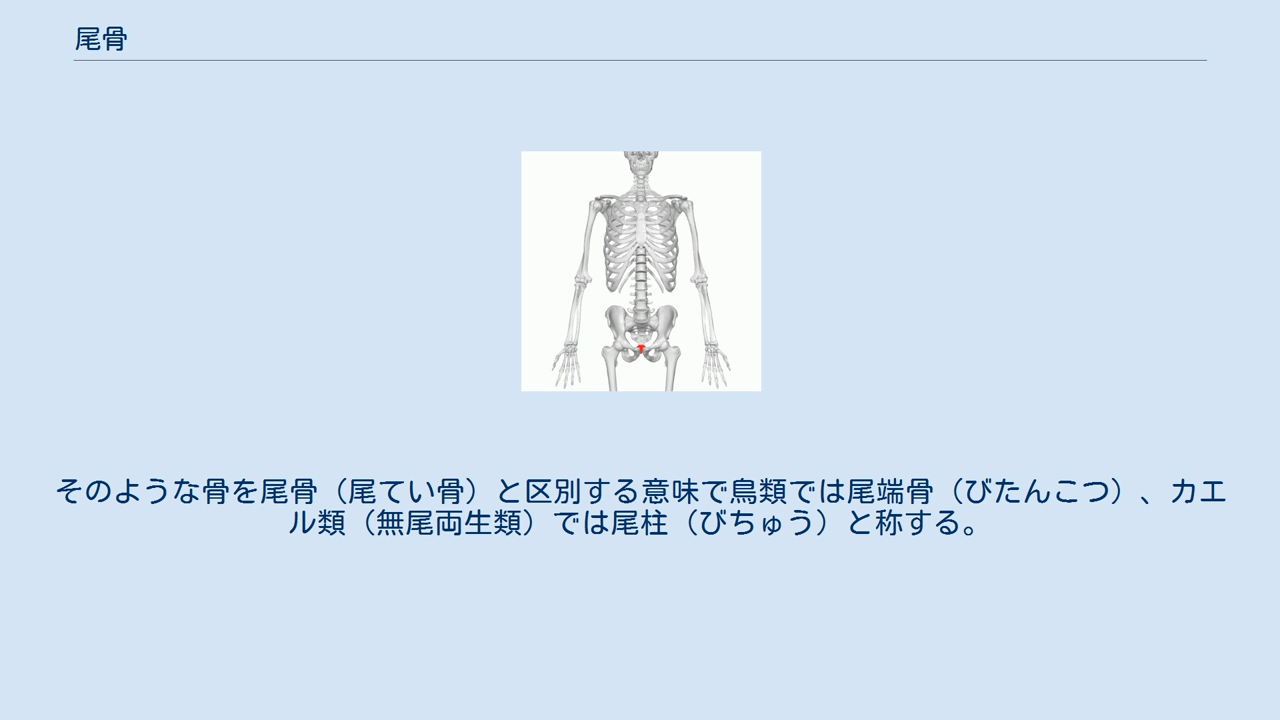 尾骨
そのような骨を尾骨（尾てい骨）と区別する意味で鳥類では尾端骨（びたんこつ）、カエ
ル類（無尾両生類）では尾柱（びちゅう）と称する。